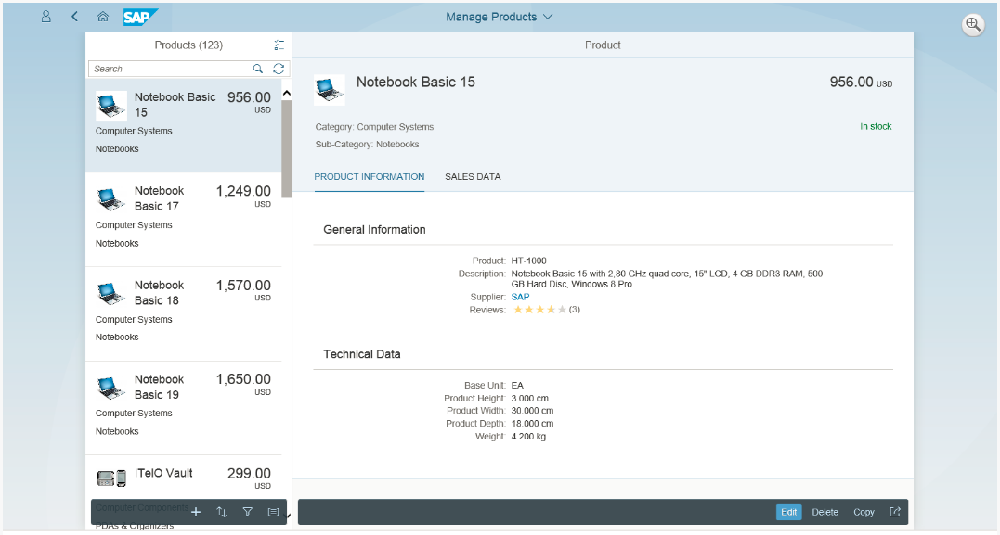 SAP
Manage Products
Products (123)
Search
Notebook Basic 15
956.00
USD
Computer Systems
Notebooks
Notebook Basic 17
1,249.00
USD
Computer Systems
Notebooks
Notebook Basic 18
1,570.00
USD
Computer Systems
Notebooks
Notebook Basic 19
1,650.00
USD
Computer Systems
Notebooks
ITelO Vault
299.00
USD
Computer Components
PDAs & Organizers
Product
Notebook Basic 15
956.00 USD
Category: Computer Systems
In stock
Sub-Category: Notebooks
PRODUCT INFORMATION
SALES DATA
General Information
Product: HT-1000
Description: Notebook Basic 15 with 2,80 GHz quad core, 15" LCD, 4 GB DDR3 RAM, 500
GB Hard Disc, Windows 8 Pro
Supplier: SAP
Reviews: (3)
Technical Data
Base Unit: EA
Product Height: 3.000 cm
Product Width: 30.000 cm
Product Depth: 18.000 cm
Weight: 4.200 kg
Edit
Delete
Copy